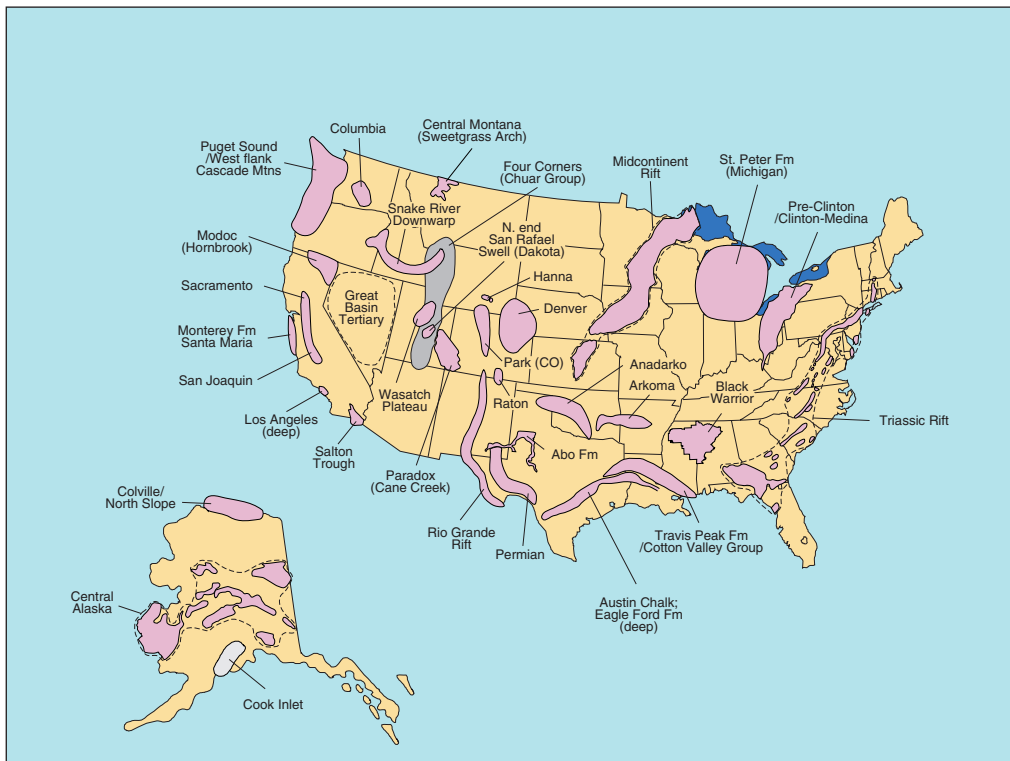 Columbia
Central Montana
(Sweetgrass Arch)
Puget Sound
/West flank
Cascade Mtns
Four Corners
(Chuar Group)
Midcontinent
Rift
St. Peter Fm
(Michigan)
Pre-Clinton
/Clinton-Medina
Snake River
Downwarp
N. end
San Rafael
Swell (Dakota)
Modoc
(Hornbrook)
Hanna
Sacramento
Great
Basin
Tertiary
Denver
Monterey Fm
Santa Maria
Park (CO)
Anadarko
San Joaquin
Arkoma
Black
Warrior
Wasatch
Plateau
Raton
Los Angeles
(deep)
Triassic Rift
Salton
Trough
Abo Fm
Paradox
(Cane Creek)
Colville/
North Slope
Rio Grande
Rift
Permian
Travis Peak Fm
/Cotton Valley Group
Central
Alaska
Austin Chalk;
Eagle Ford Fm
(deep)
Cook Inlet